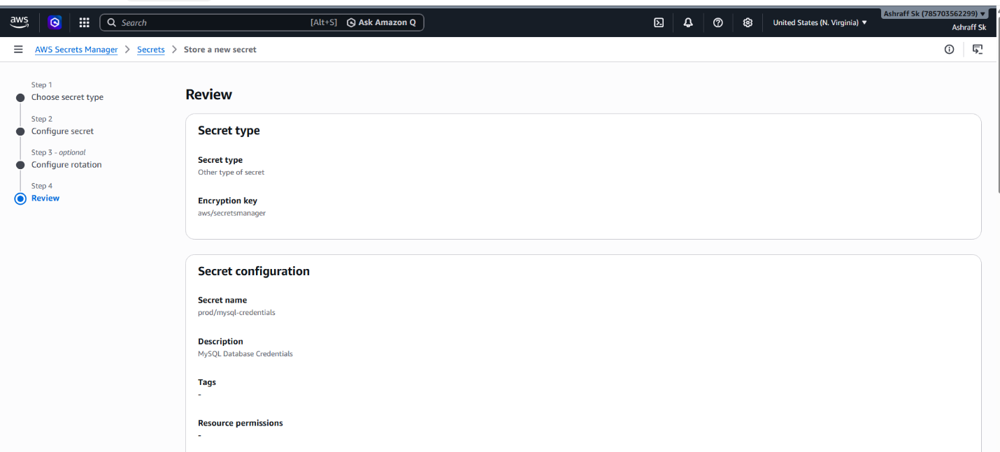 aws
Search [Alt+S] Ask Amazon Q
United States (N. Virginia) ▼
Ashraff Sk (785703562299) ▼
Ashraff Sk
AWS Secrets Manager > Secrets > Store a new secret
Step 1
Choose secret type
Step 2
Configure secret
Step 3 - optional
Configure rotation
Step 4
Review
Review
Secret type
Secret type
Other type of secret
Encryption key
aws/secretsmanager
Secret configuration
Secret name
prod/mysql-credentials
Description
MySQL Database Credentials
Tags
-
Resource permissions
-